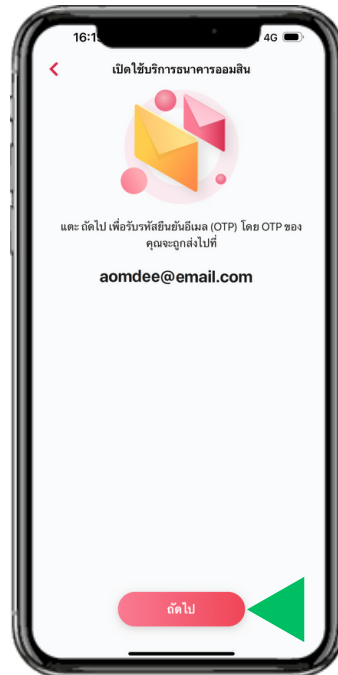 16:19
4G
เปิดใช้บริการธนาคารออมสิน
แตะ ถัดไป เพื่อรับรหัสยืนยันอีเมล (OTP) โดย OTP ของ
คุณจะถูกส่งไปที่
aomdee@email.com
ถัดไป